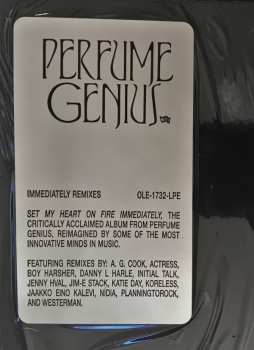 PERFUME
GENIUS
IMMEDIATELY REMIXES OLE-1732-LPE
SET MY HEART ON FIRE IMMEDIATELY, THE
CRITICALLY ACCLAIMED ALBUM FROM PERFUME
GENIUS, REIMAGINED BY SOME OF THE MOST
INNOVATIVE MINDS IN MUSIC.
FEATURING REMIXES BY: A. G. COOK, ACTRESS,
BOY HARSHER, DANNY L HARLE, INITIAL TALK,
JENNY HVAL, JIM-E STACK, KATIE DAY, KORELESS,
JAAKKO EINO KALEVI, NIDIA, PLANNINGTOROCK,
AND WESTERMAN.